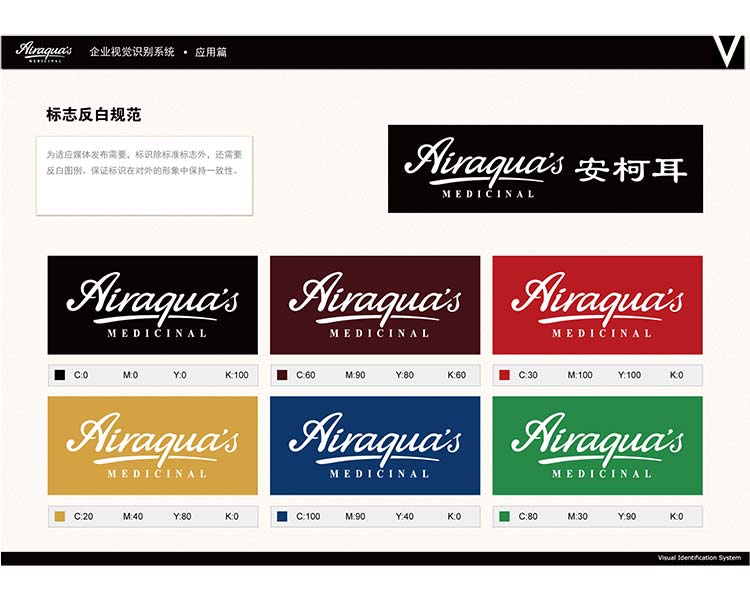 Airaqua's
MEDICINAL
企业视觉识别系统 • 应用篇
V
标志反白规范
为适应媒体发布需要，标识除标准标志外，还需要
反白图例。保证标识在对外的形象中保持一致性。
Airaqua's 安柯耳
MEDICINAL
Airaqua's Airaqua's Airaqua's
MEDICINAL MEDICINAL MEDICINAL
C:0 M:0 Y:0 K:100 C:60 M:90 Y:80 K:60 C:30 M:100 Y:100 K:0
Airaqua's Airaqua's Airaqua's
MEDICINAL MEDICINAL MEDICINAL
C:20 M:40 Y:80 K:0 C:100 M:90 Y:40 K:0 C:80 M:30 Y:90 K:0
Visual Identification System